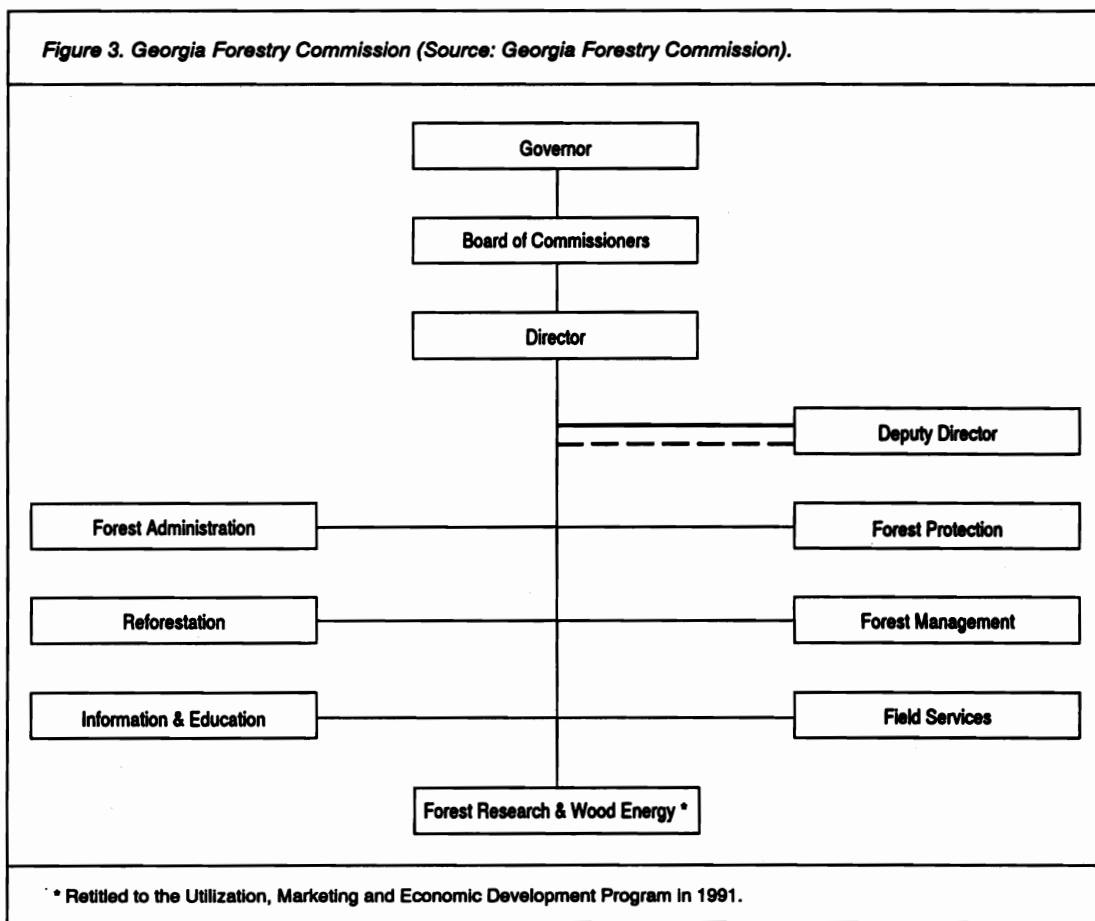 Figure 3. Georgia Forestry Commission (Source: Georgia Forestry Commission).
Governor
Board of Commissioners
Director
Deputy Director
Forest Administration
Forest Protection
Reforestation
Forest Management
Information & Education
Field Services
Forest Research & Wood Energy *
* Retitled to the Utilization, Marketing and Economic Development Program in 1991.